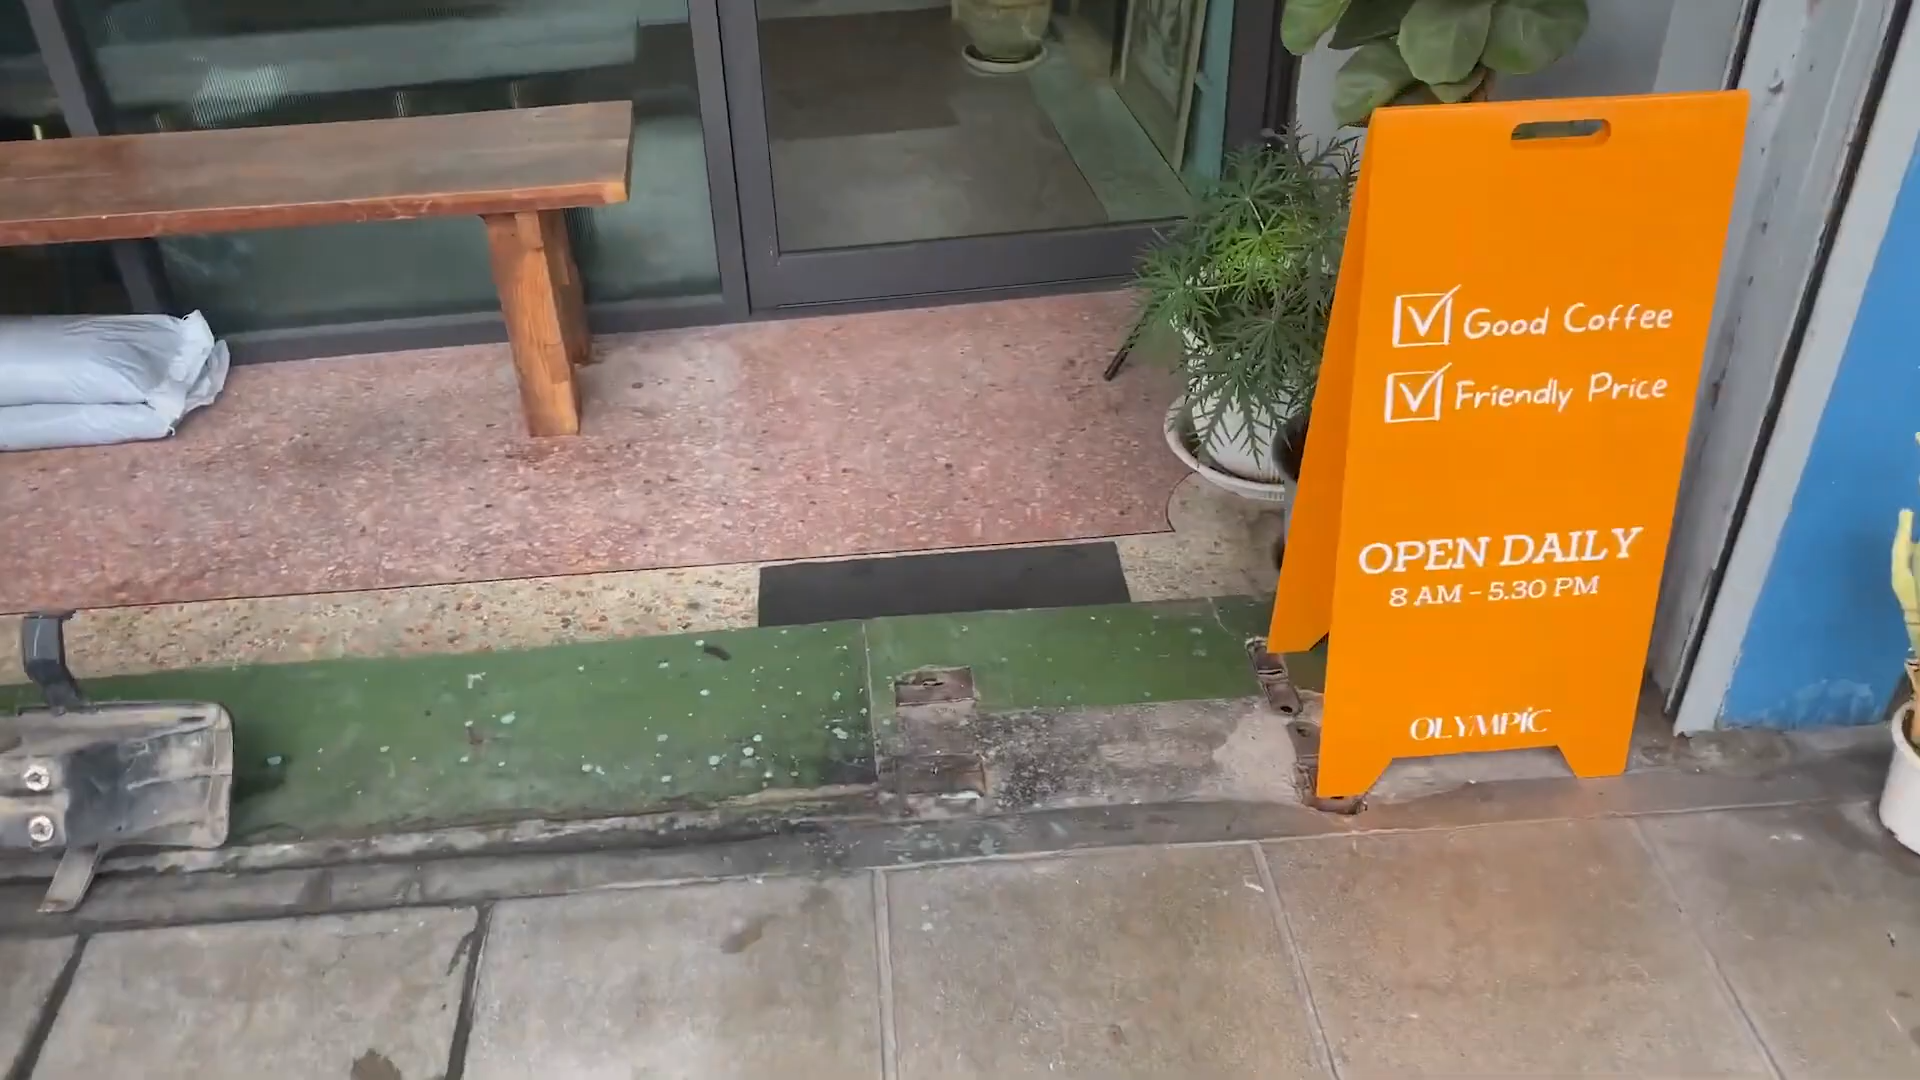 Good Coffee
Friendly Price
OPEN DAILY
8 AM - 5.30 PM
OLYMPIC